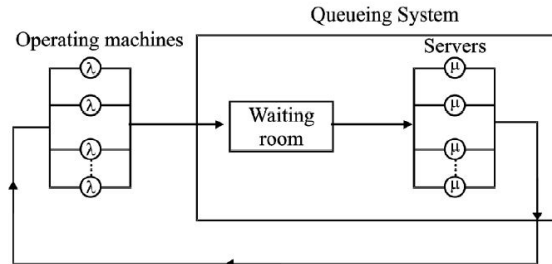 Queueing System
Operating machines
Servers
λ
λ
λ
λ
Waiting
room
μ
μ
μ
μ